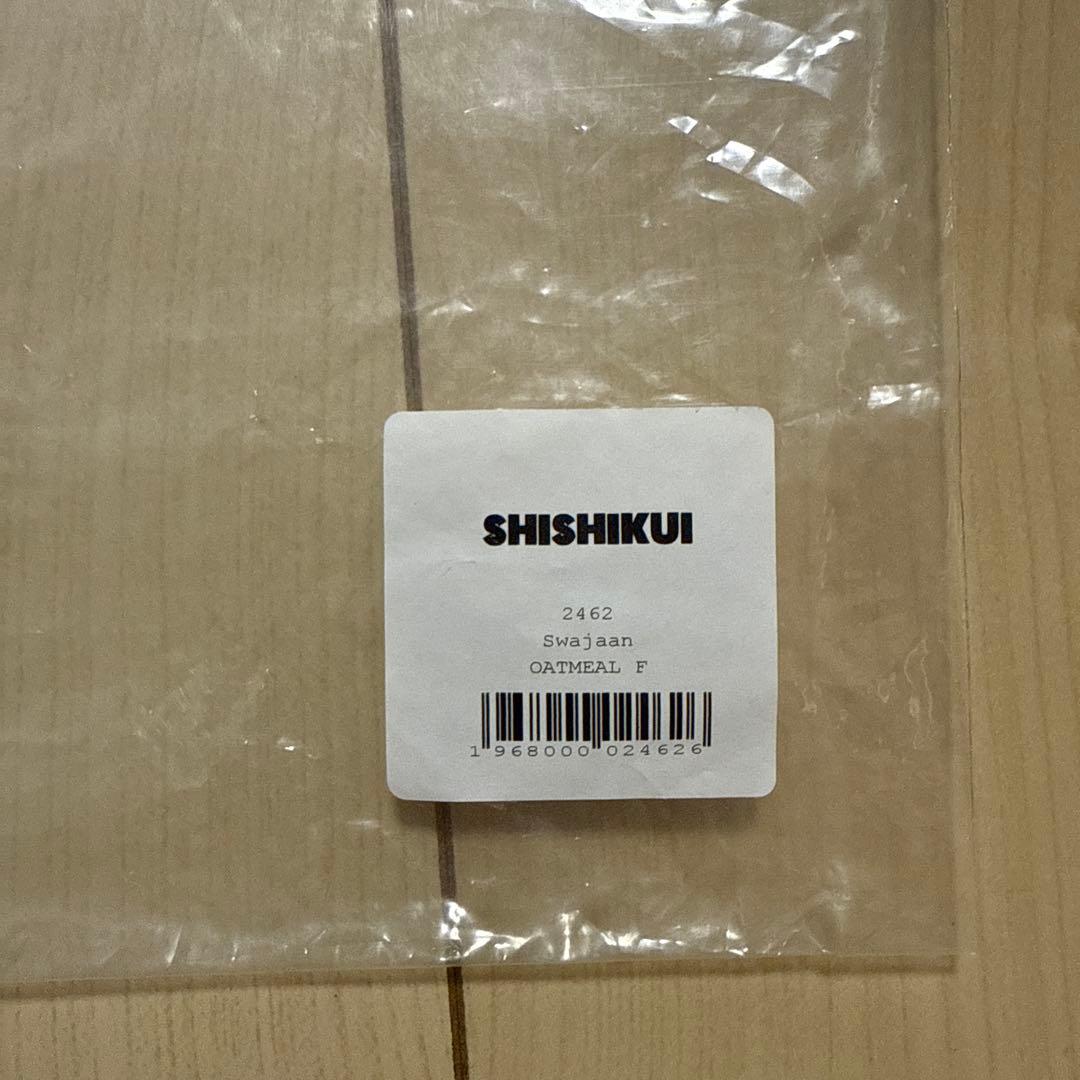 SHISHIKUI
2462
Swajaan
OATMEAL F
1 968000 024626